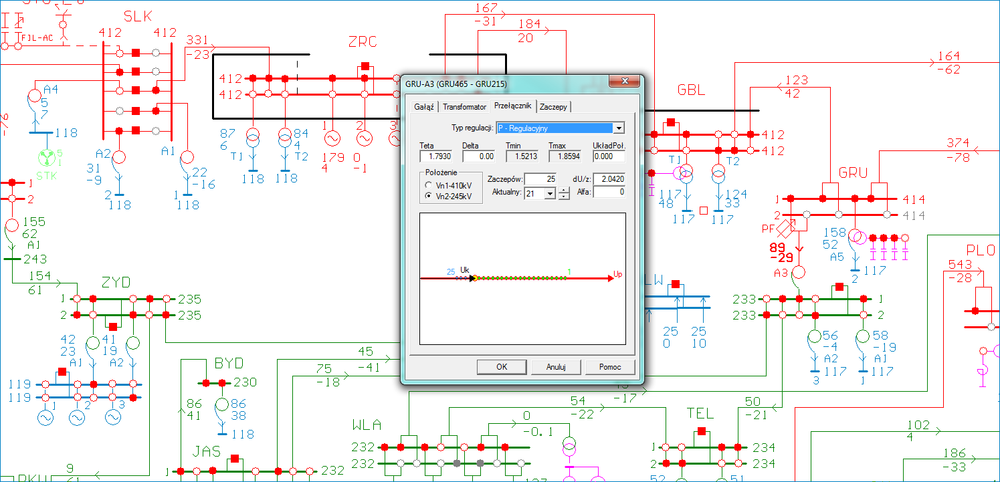 SLK
412
412
FJL-AC
331
-23
ZRC
412
412
87
6
T1
118
84
4
T2
118
1
2
3
179
4
0
-1
167
-31
184
20
A4
5
7
118
5
1
STK
-76
A2
31
-9
2
118
A1
22
-16
1
118
1
2
155
62
A1
243
154
61
ZYD
1
235
2
235
42
23
A1
41
19
A2
119
119
1
2
3
BYD
230
86
41
86
38
118
75
-18
45
-41
JAS
1
232
9
61
GRU-A3 (GRU465 - GRU215)
Gałąź
Transformator
Przełącznik
Zaczepy
Typ regulacji:
P - Regulacyjny
Teta
Delta
Tmin
Tmax
UkładPoł.
1.7930
0.00
1.5213
1.8594
0.000
Położenie
Vn1-410kV
Vn2-245kV
Zaczepów:
25
dU/z:
2.0420
Aktualny:
21
Alfa:
0
25
Uk
1
Up
OK
Anuluj
Pomoc
GBL
164
-62
123
42
412
412
T1
T2
117
48
117
124
33
117
374
-78
GRU
1
414
2
414
PF
89
-29
A3
158
52
A5
2
117
PLO
543
-28
LW
25
0
25
10
233
1
233
2
56
-4
A2
3
117
58
-19
A1
1
117
-17
WLA
54
-22
0
-0.1
232
232
TEL
50
-21
1
234
2
234
52
51
102
4
186
-33